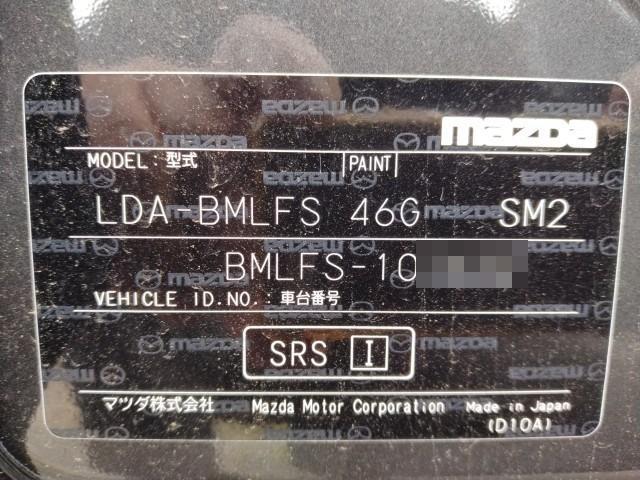 mazda
MODEL: 型式 PAINT
LDA-BMLFS 46G SM2
BMLFS-10
VEHICLE ID.NO.: 車台番号
SRS I
マツダ株式会社 Mazda Motor Corporation Made in Japan
(D10A)